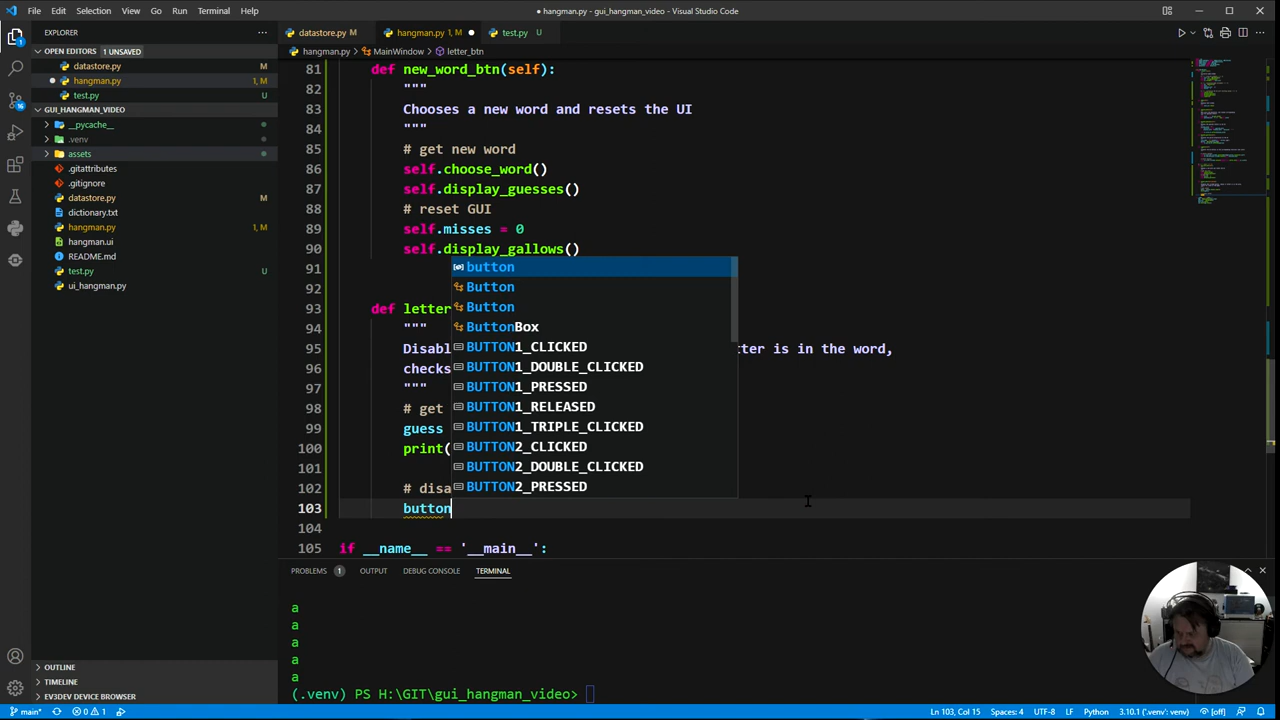 File Edit Selection View Go Run Terminal Help
● hangman.py - gui_hangman_video - Visual Studio Code
EXPLORER
datastore.py M
hangman.py 1, M
test.py U
OPEN EDITORS 1 UNSAVED
datastore.py M
hangman.py 1, M
test.py U
GUI_HANGMAN_VIDEO
__pycache__
.venv
assets
.gitattributes
.gitignore
datastore.py M
dictionary.txt
hangman.py 1, M
hangman.ui
README.md
test.py U
ui_hangman.py
OUTLINE
TIMELINE
EV3DEV DEVICE BROWSER
hangman.py > MainWindow > letter_btn
81 def new_word_btn(self):
82 """
83 Chooses a new word and resets the UI
84 """
85 # get new word
86 self.choose_word()
87 self.display_guesses()
88 # reset GUI
89 self.misses = 0
90 self.display_gallows()
91
92
93 def letter
94 """
95 Disabl tter is in the word,
96 checks
97 """
98 # get
99 guess
100 print(
101
102 # disa
103 button
104
105 if __name__ == '__main__':
button
Button
Button
ButtonBox
BUTTON1_CLICKED
BUTTON1_DOUBLE_CLICKED
BUTTON1_PRESSED
BUTTON1_RELEASED
BUTTON1_TRIPLE_CLICKED
BUTTON2_CLICKED
BUTTON2_DOUBLE_CLICKED
BUTTON2_PRESSED
PROBLEMS 1 OUTPUT DEBUG CONSOLE TERMINAL
a
a
a
a
a
(.venv) PS H:\GIT\gui_hangman_video>
main* 0 1 Ln 103, Col 15 Spaces: 4 UTF-8 LF Python 3.10.1 ('.venv': venv) [off]